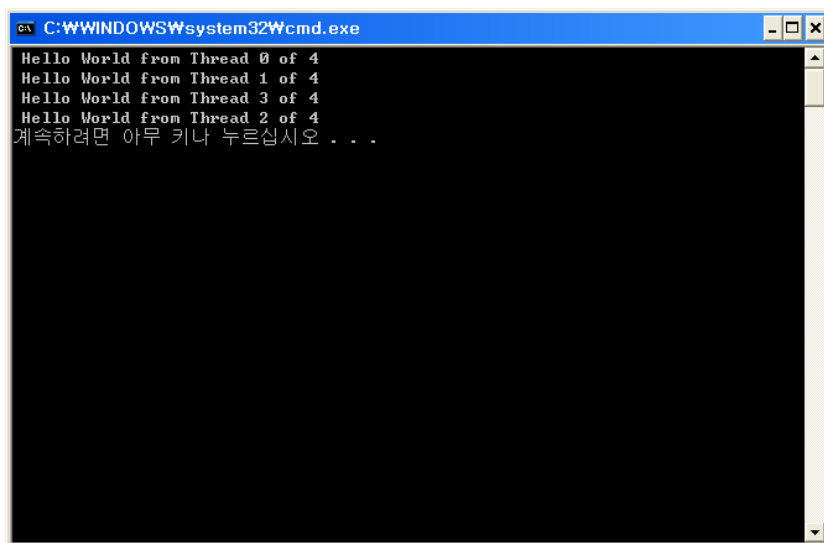 C:₩WINDOWS₩system32₩cmd.exe
Hello World from Thread 0 of 4
Hello World from Thread 1 of 4
Hello World from Thread 3 of 4
Hello World from Thread 2 of 4
계속하려면 아무 키나 누르십시오 . . .